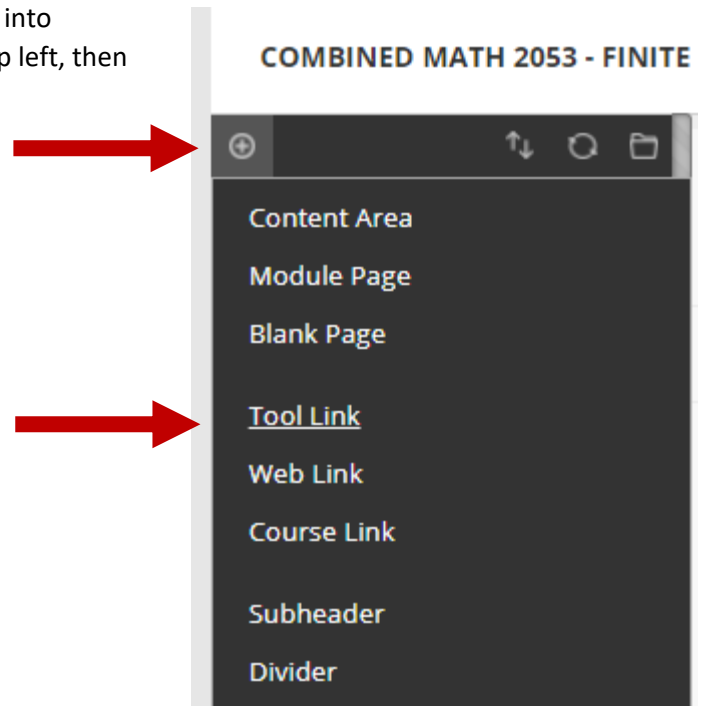 into
p left, then
COMBINED MATH 2053 - FINITE
Content Area
Module Page
Blank Page
Tool Link
Web Link
Course Link
Subheader
Divider